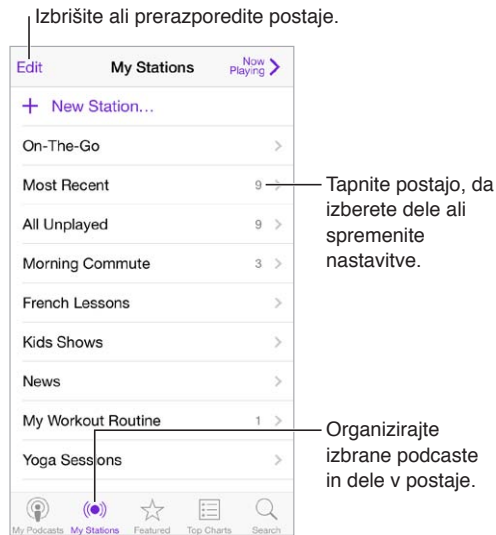 Izbrišite ali prerazporedite postaje.
Edit
My Stations
Now
Playing
+ New Station...
On-The-Go
Most Recent 9
All Unplayed 9
Morning Commute 3
French Lessons
Kids Shows
News
My Workout Routine 1
Yoga Sessions
My Podcasts My Stations Featured Top Charts Search
Tapnite postajo, da
izberete dele ali
spremenite
nastavitve.
Organizirajte
izbrane podcaste
in dele v postaje.